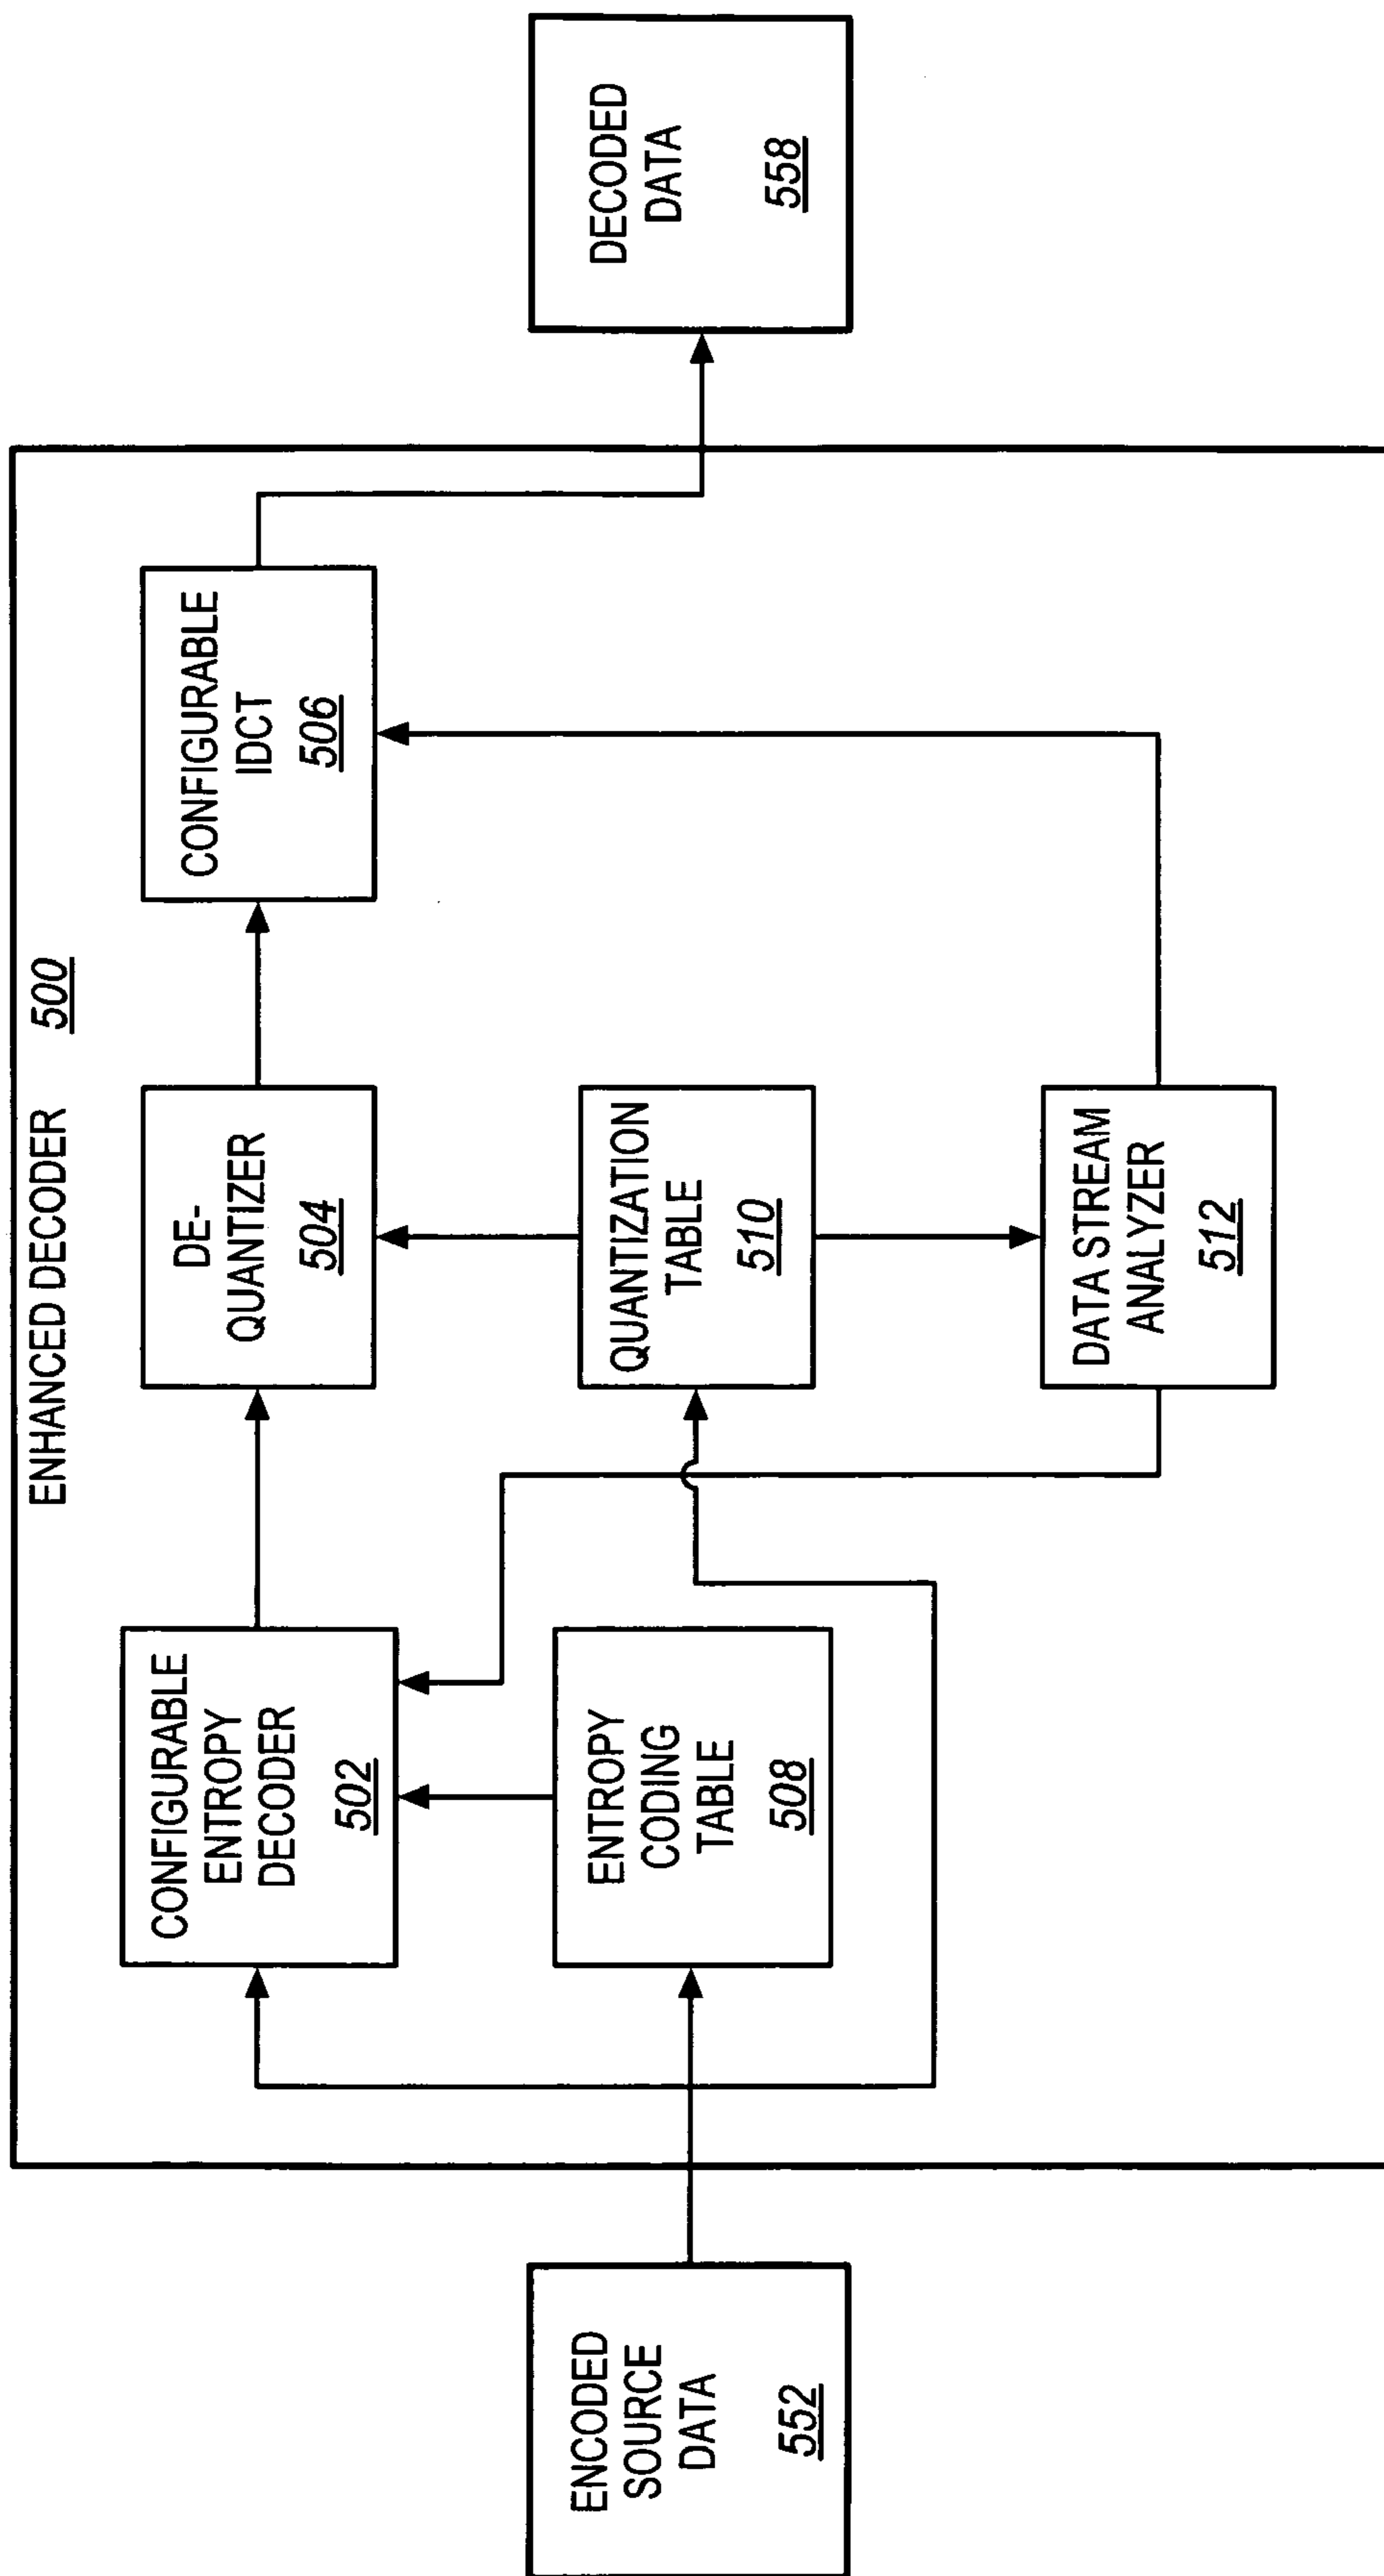 ENHANCED DECODER 500
ENCODED
SOURCE
DATA
552
CONFIGURABLE
ENTROPY
DECODER
502
ENTROPY
CODING
TABLE
508
DE-
QUANTIZER
504
QUANTIZATION
TABLE
510
DATA STREAM
ANALYZER
512
CONFIGURABLE
IDCT
506
DECODED
DATA
558